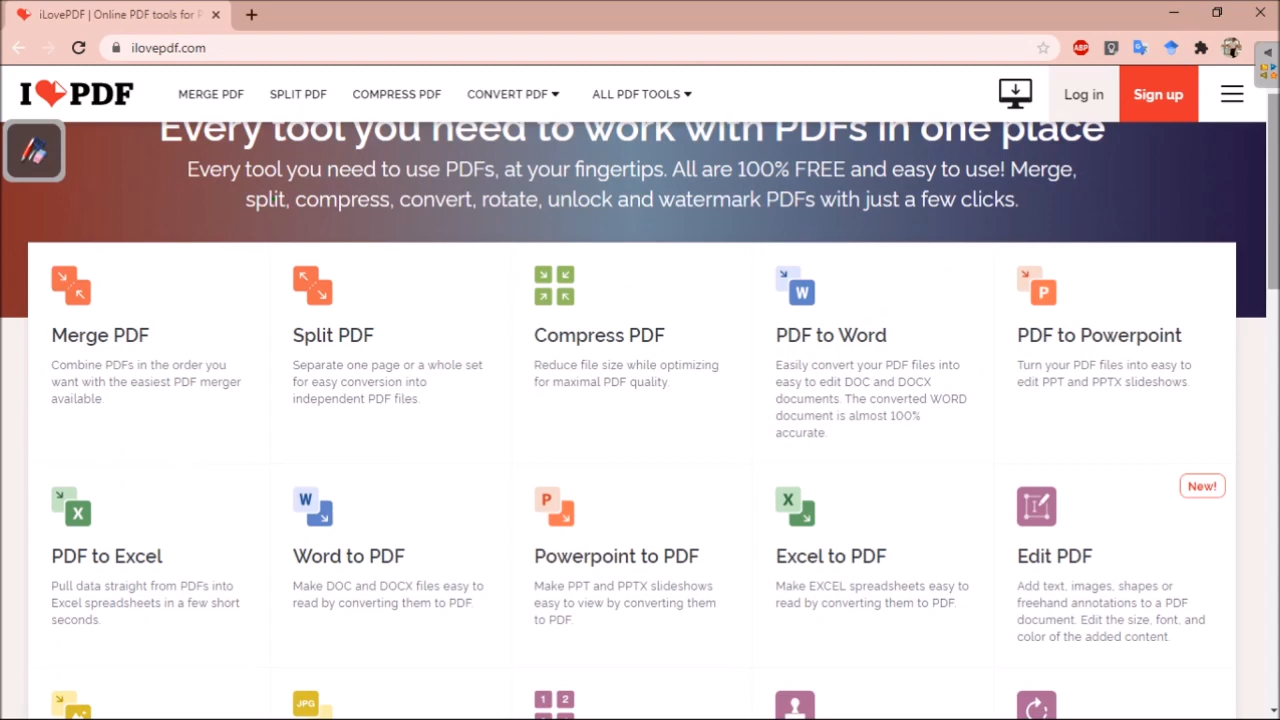 iLovePDF | Online PDF tools for
ilovepdf.com
ABP
I PDF
MERGE PDF
SPLIT PDF
COMPRESS PDF
CONVERT PDF
ALL PDF TOOLS
Log in
Sign up
Every tool you need to work with PDFs in one place
Every tool you need to use PDFs, at your fingertips. All are 100% FREE and easy to use! Merge,
split, compress, convert, rotate, unlock and watermark PDFs with just a few clicks.
Merge PDF
Combine PDFs in the order you
want with the easiest PDF merger
available.
Split PDF
Separate one page or a whole set
for easy conversion into
independent PDF files.
Compress PDF
Reduce file size while optimizing
for maximal PDF quality.
W
PDF to Word
Easily convert your PDF files into
easy to edit DOC and DOCX
documents. The converted WORD
document is almost 100%
accurate.
P
PDF to Powerpoint
Turn your PDF files into easy to
edit PPT and PPTX slideshows.
X
PDF to Excel
Pull data straight from PDFs into
Excel spreadsheets in a few short
seconds.
W
Word to PDF
Make DOC and DOCX files easy to
read by converting them to PDF.
P
Powerpoint to PDF
Make PPT and PPTX slideshows
easy to view by converting them
to PDF.
X
Excel to PDF
Make EXCEL spreadsheets easy to
read by converting them to PDF.
New!
Edit PDF
Add text, images, shapes or
freehand annotations to a PDF
document. Edit the size, font, and
color of the added content.
JPG
1 2